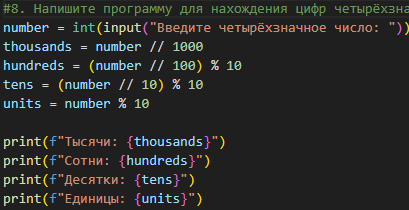 #8. Напишите программу для нахождения цифр четырёхзна
number = int(input("Введите четырёхзначное число: "))
thousands = number // 1000
hundreds = (number // 100) % 10
tens = (number // 10) % 10
units = number % 10
print(f"Тысячи: {thousands}")
print(f"Сотни: {hundreds}")
print(f"Десятки: {tens}")
print(f"Единицы: {units}")